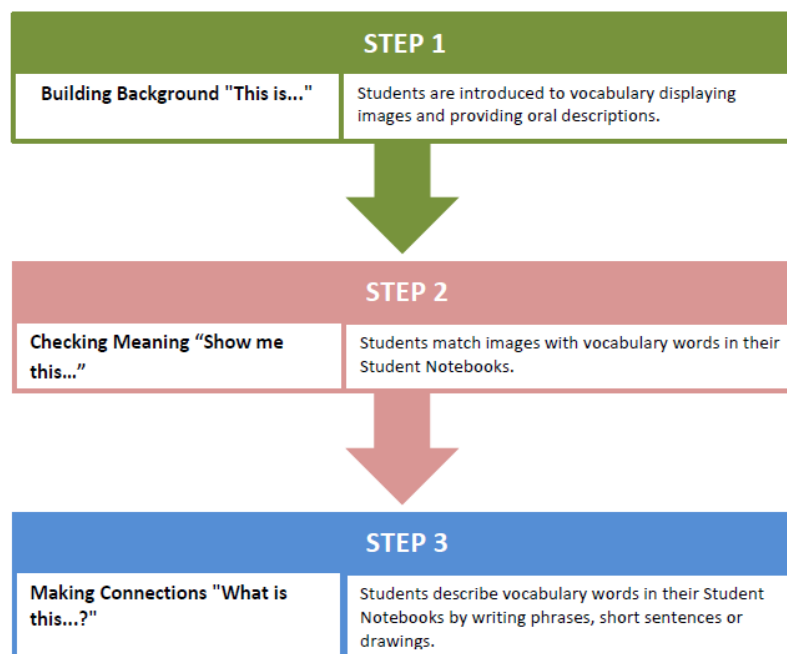 STEP 1
Building Background "This is..."
Students are introduced to vocabulary displaying
images and providing oral descriptions.
STEP 2
Checking Meaning “Show me
this...”
Students match images with vocabulary words in their
Student Notebooks.
STEP 3
Making Connections "What is
this...?"
Students describe vocabulary words in their Student
Notebooks by writing phrases, short sentences or
drawings.